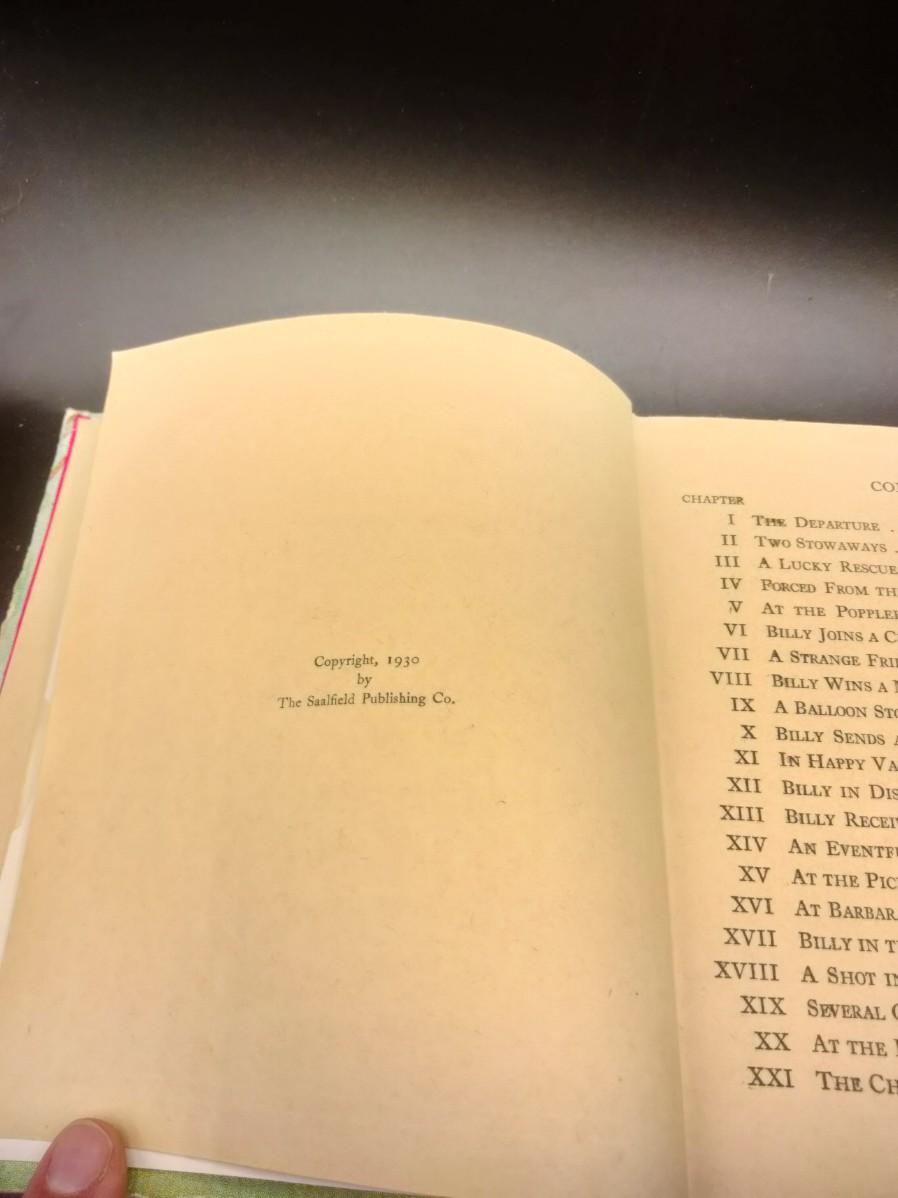 Copyright, 1930
by
The Saalfield Publishing Co.
CHAPTER
I THE DEPARTURE .
II TWO STOWAWAYS .
III A LUCKY RESCUE
IV FORCED FROM TH
V AT THE POPPLE
VI BILLY JOINS A C
VII A STRANGE FRI
VIII BILLY WINS A
IX A BALLOON STO
X BILLY SENDS A
XI IN HAPPY VA
XII BILLY IN DIS
XIII BILLY RECEI
XIV AN EVENTF
XV AT THE PIC
XVI AT BARBAR
XVII BILLY IN T
XVIII A SHOT IN
XIX SEVERAL
XX AT THE
XXI THE CH